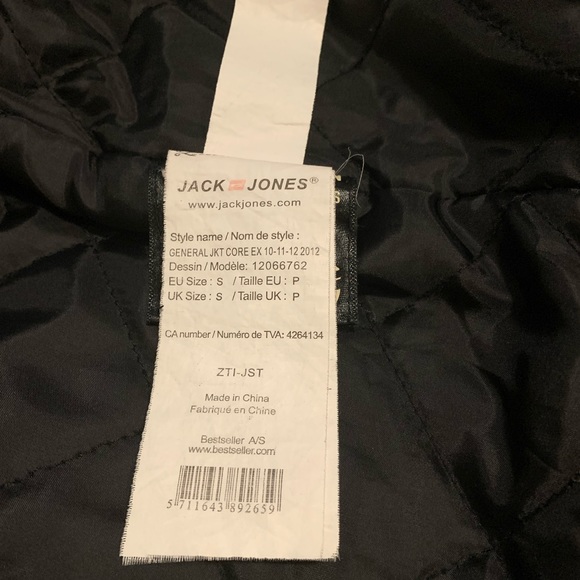 JACK JONES®
www.jackjones.com
Style name / Nom de style :
GENERAL JKT CORE EX 10-11-12 2012
Dessin / Modèle: 12066762
EU Size : S / Taille EU : P
UK Size : S / Taille UK : P
CA number / Numéro de TVA: 4264134
ZTI-JST
Made in China
Fabriqué en Chine
Bestseller A/S
www.bestseller.com
5 711643 892659